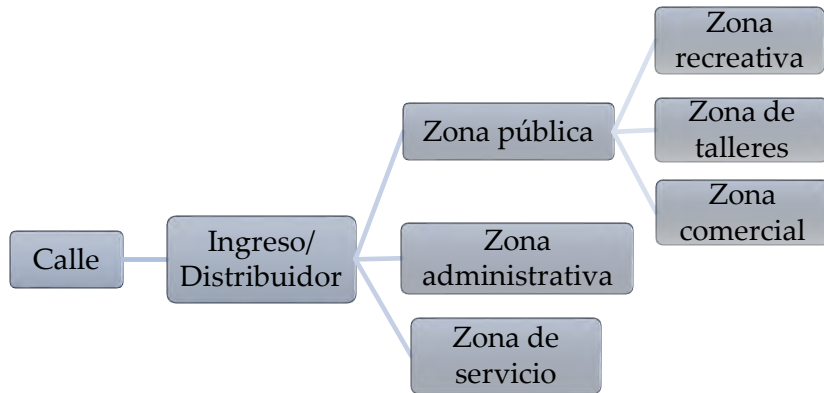 Calle
Ingreso/
Distribuidor
Zona pública
Zona
administrativa
Zona de
servicio
Zona
recreativa
Zona de
talleres
Zona
comercial